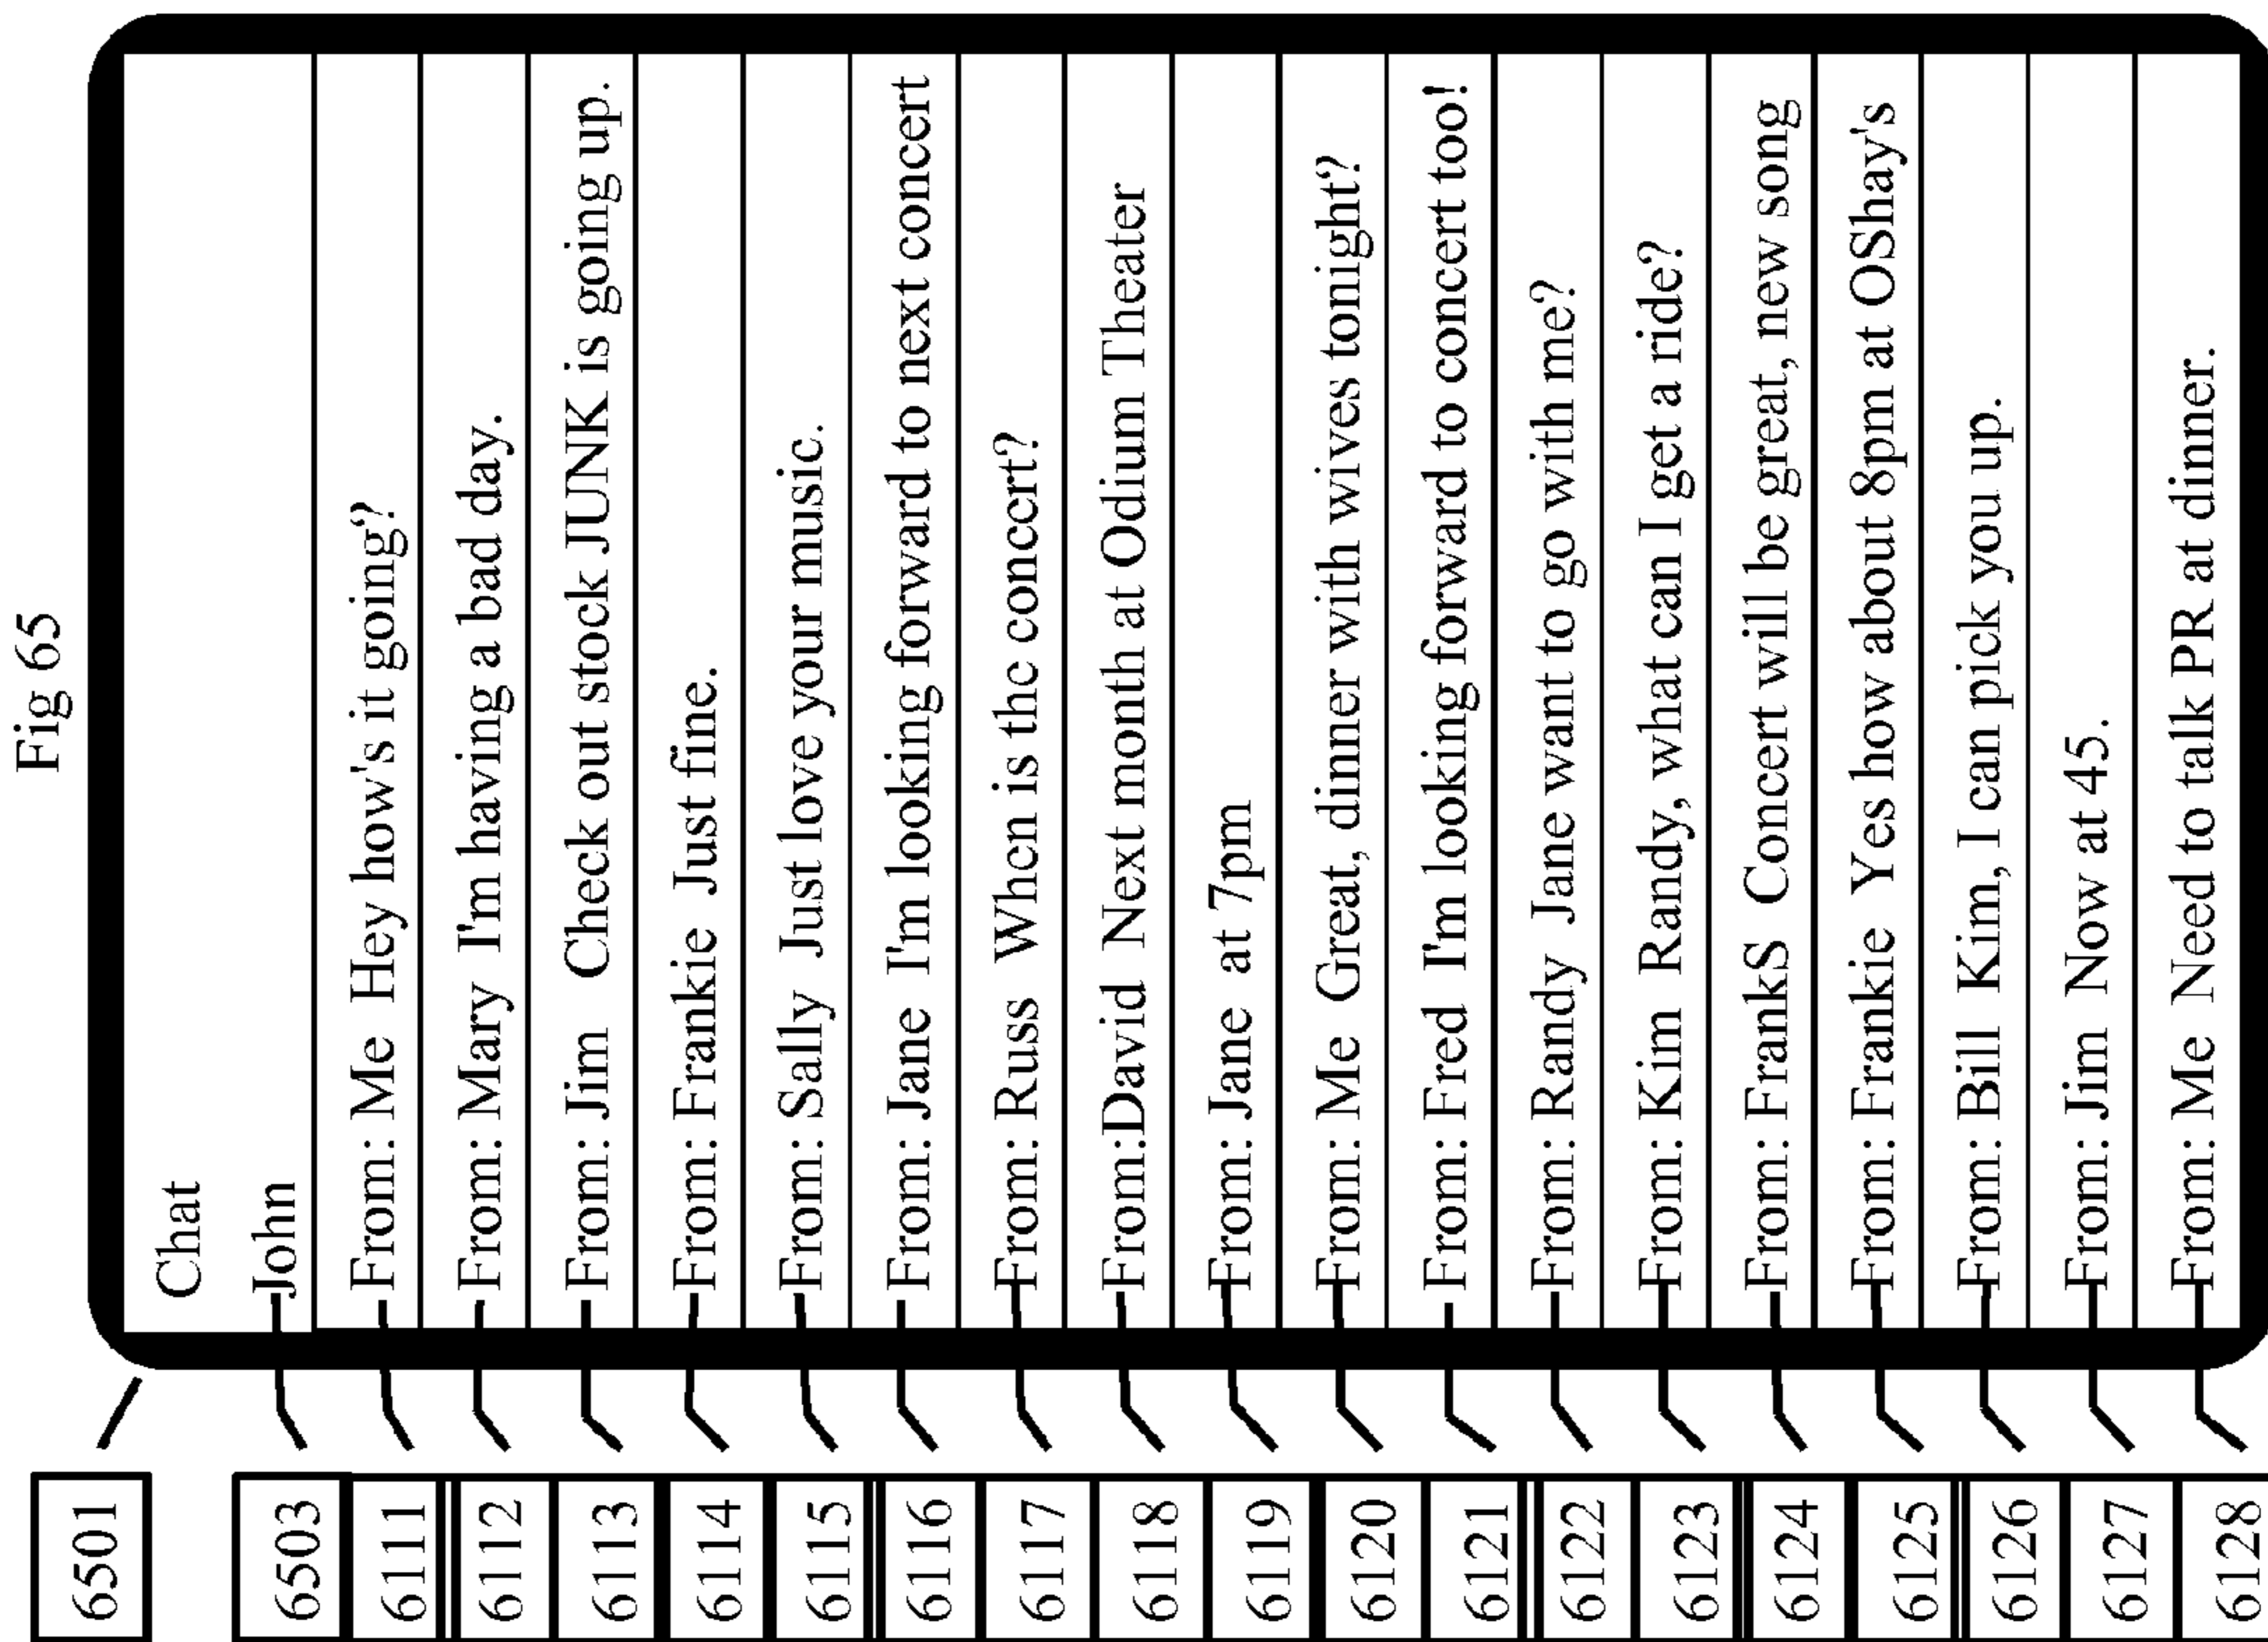 Fig 65
6501
Chat
6503 John
6111 From: Me Hey how's it going?
6112 From: Mary I'm having a bad day.
6113 From: Jim Check out stock JUNK is going up.
6114 From: Frankie Just fine.
6115 From: Sally Just love your music.
6116 From: Jane I'm looking forward to next concert
6117 From: Russ When is the concert?
6118 From:David Next month at Odium Theater
6119 From: Jane at 7pm
6120 From: Me Great, dinner with wives tonight?
6121 From: Fred I'm looking forward to concert too!
6122 From: Randy Jane want to go with me?
6123 From: Kim Randy, what can I get a ride?
6124 From: FrankS Concert will be great, new song
6125 From: Frankie Yes how about 8pm at OShay's
6126 From: Bill Kim, I can pick you up.
6127 From: Jim Now at 45.
6128 From: Me Need to talk PR at dinner.